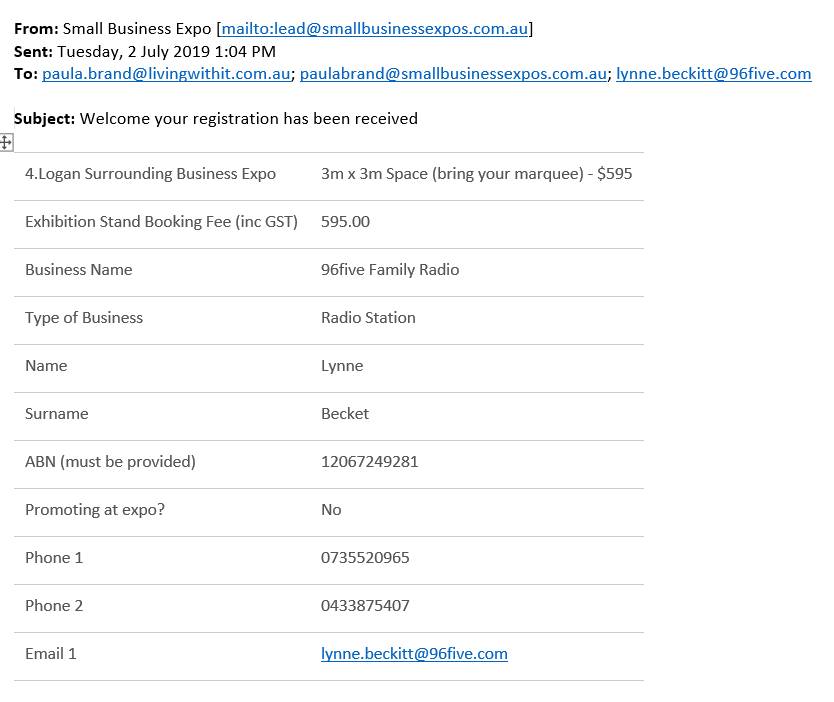 From: Small Business Expo [mailto:lead@smallbusinessexpos.com.au]
Sent: Tuesday, 2 July 2019 1:04 PM
To: paula.brand@livingwithit.com.au; paulabrand@smallbusinessexpos.com.au; lynne.beckitt@96five.com
Subject: Welcome your registration has been received
4.Logan Surrounding Business Expo 3m x 3m Space (bring your marquee) - $595
Exhibition Stand Booking Fee (inc GST) 595.00
Business Name 96five Family Radio
Type of Business Radio Station
Name Lynne
Surname Becket
ABN (must be provided) 12067249281
Promoting at expo? No
Phone 1 0735520965
Phone 2 0433875407
Email 1 lynne.beckitt@96five.com